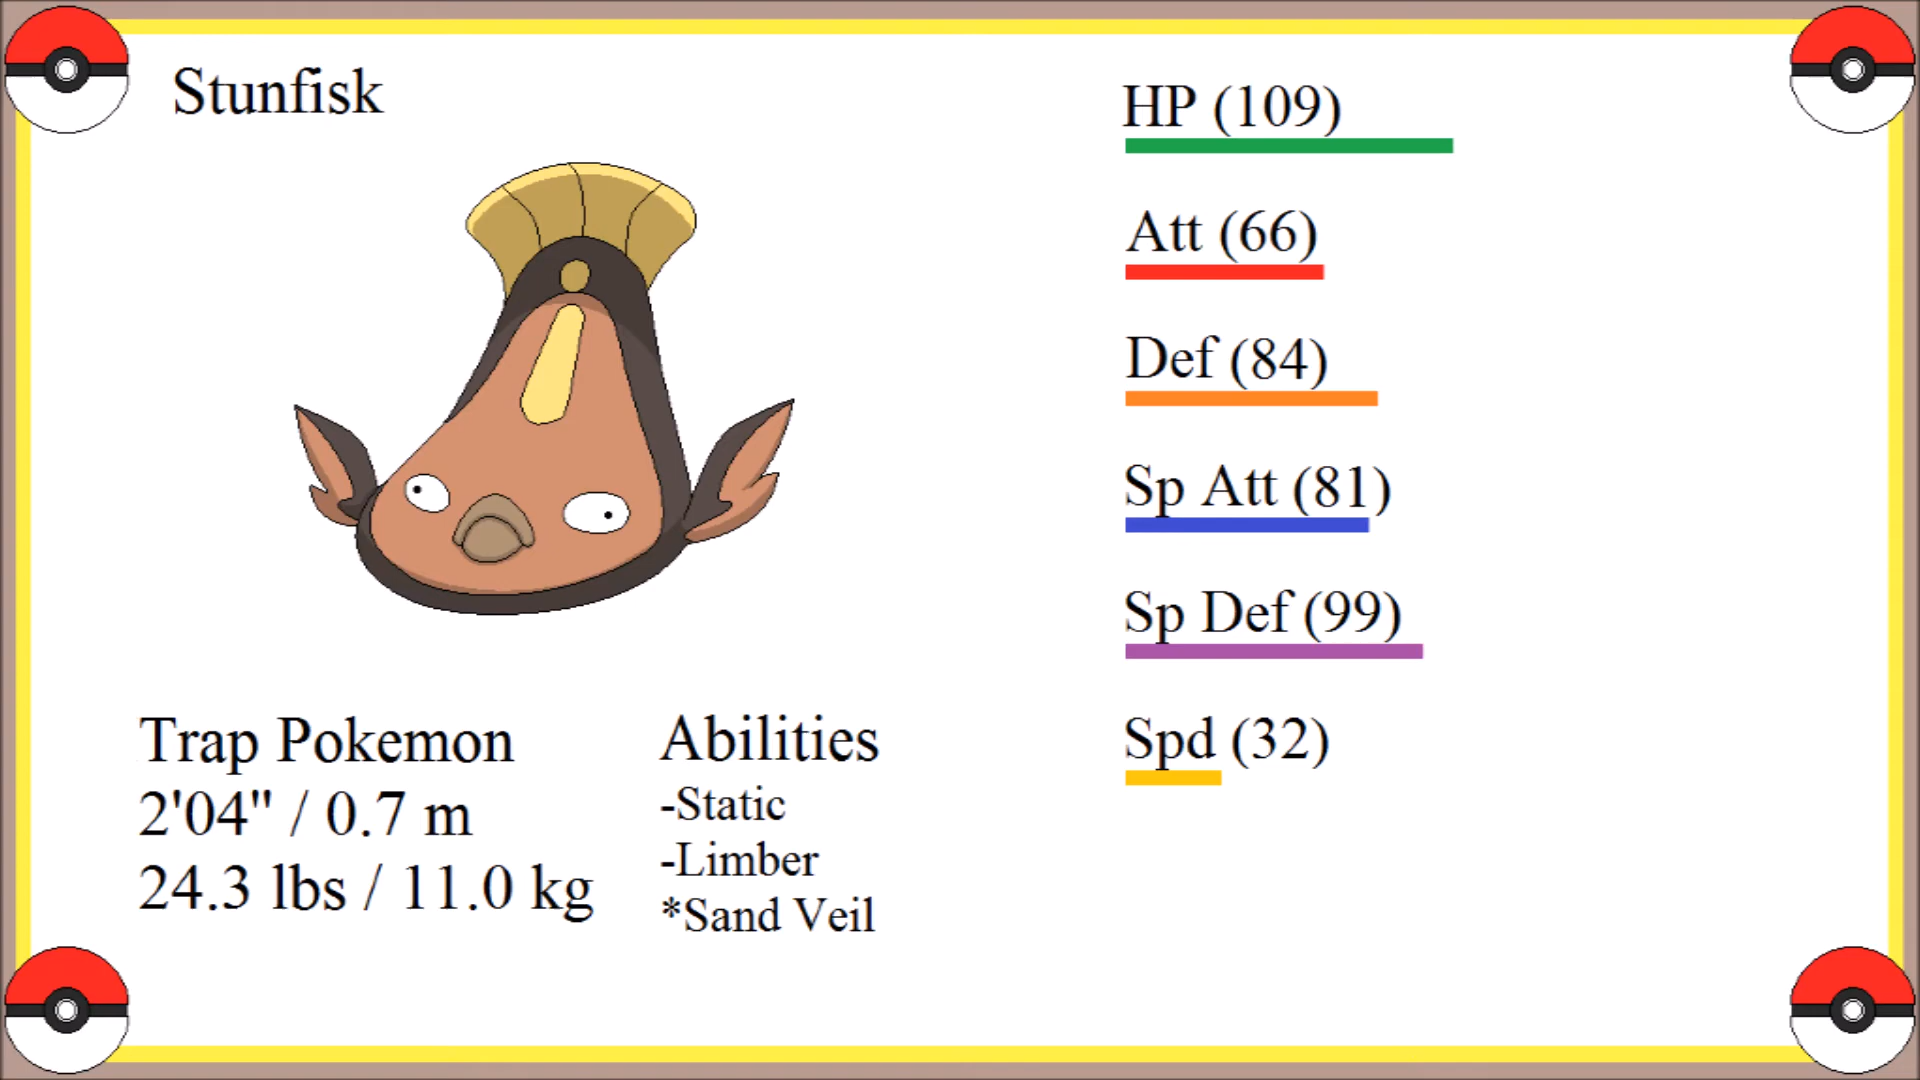 Stunfisk
HP (109)
Att (66)
Def (84)
Sp Att (81)
Sp Def (99)
Spd (32)
Trap Pokemon
2'04" / 0.7 m
24.3 lbs / 11.0 kg
Abilities
-Static
-Limber
*Sand Veil